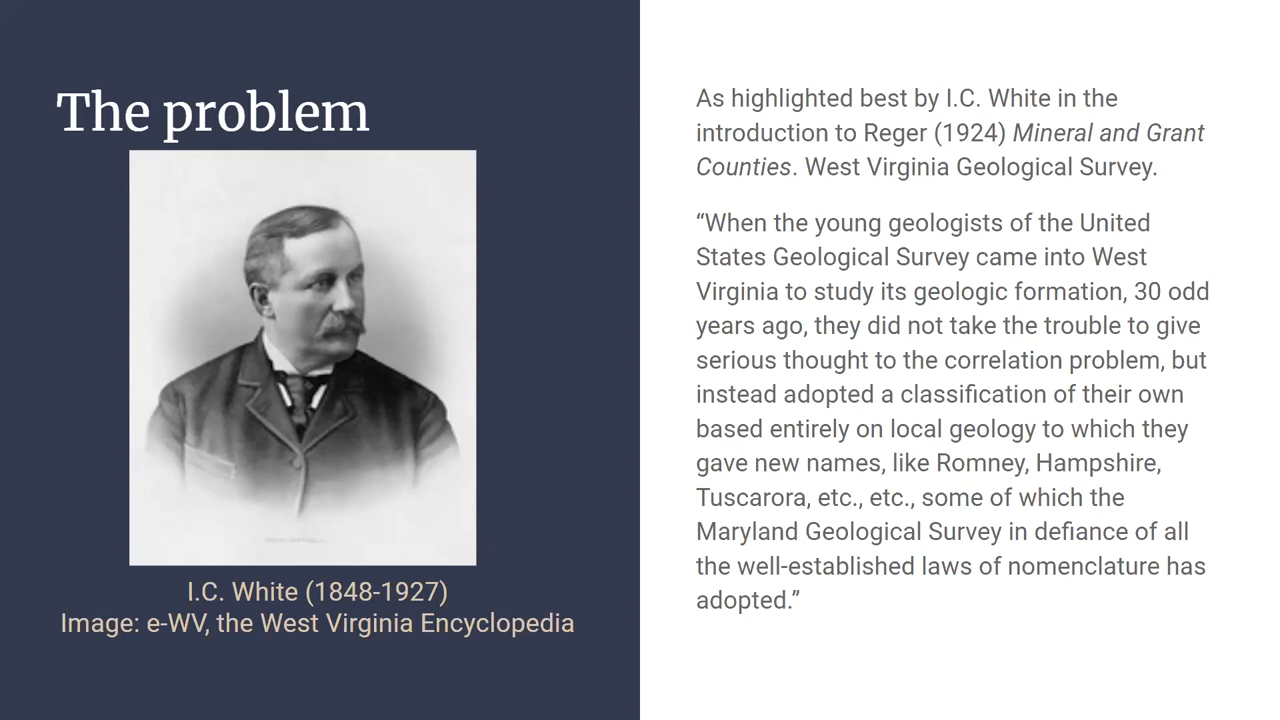 The problem
I.C. White (1848-1927)
Image: e-WV, the West Virginia Encyclopedia
As highlighted best by I.C. White in the
introduction to Reger (1924) Mineral and Grant
Counties. West Virginia Geological Survey.
“When the young geologists of the United
States Geological Survey came into West
Virginia to study its geologic formation, 30 odd
years ago, they did not take the trouble to give
serious thought to the correlation problem, but
instead adopted a classification of their own
based entirely on local geology to which they
gave new names, like Romney, Hampshire,
Tuscarora, etc., etc., some of which the
Maryland Geological Survey in defiance of all
the well-established laws of nomenclature has
adopted.”